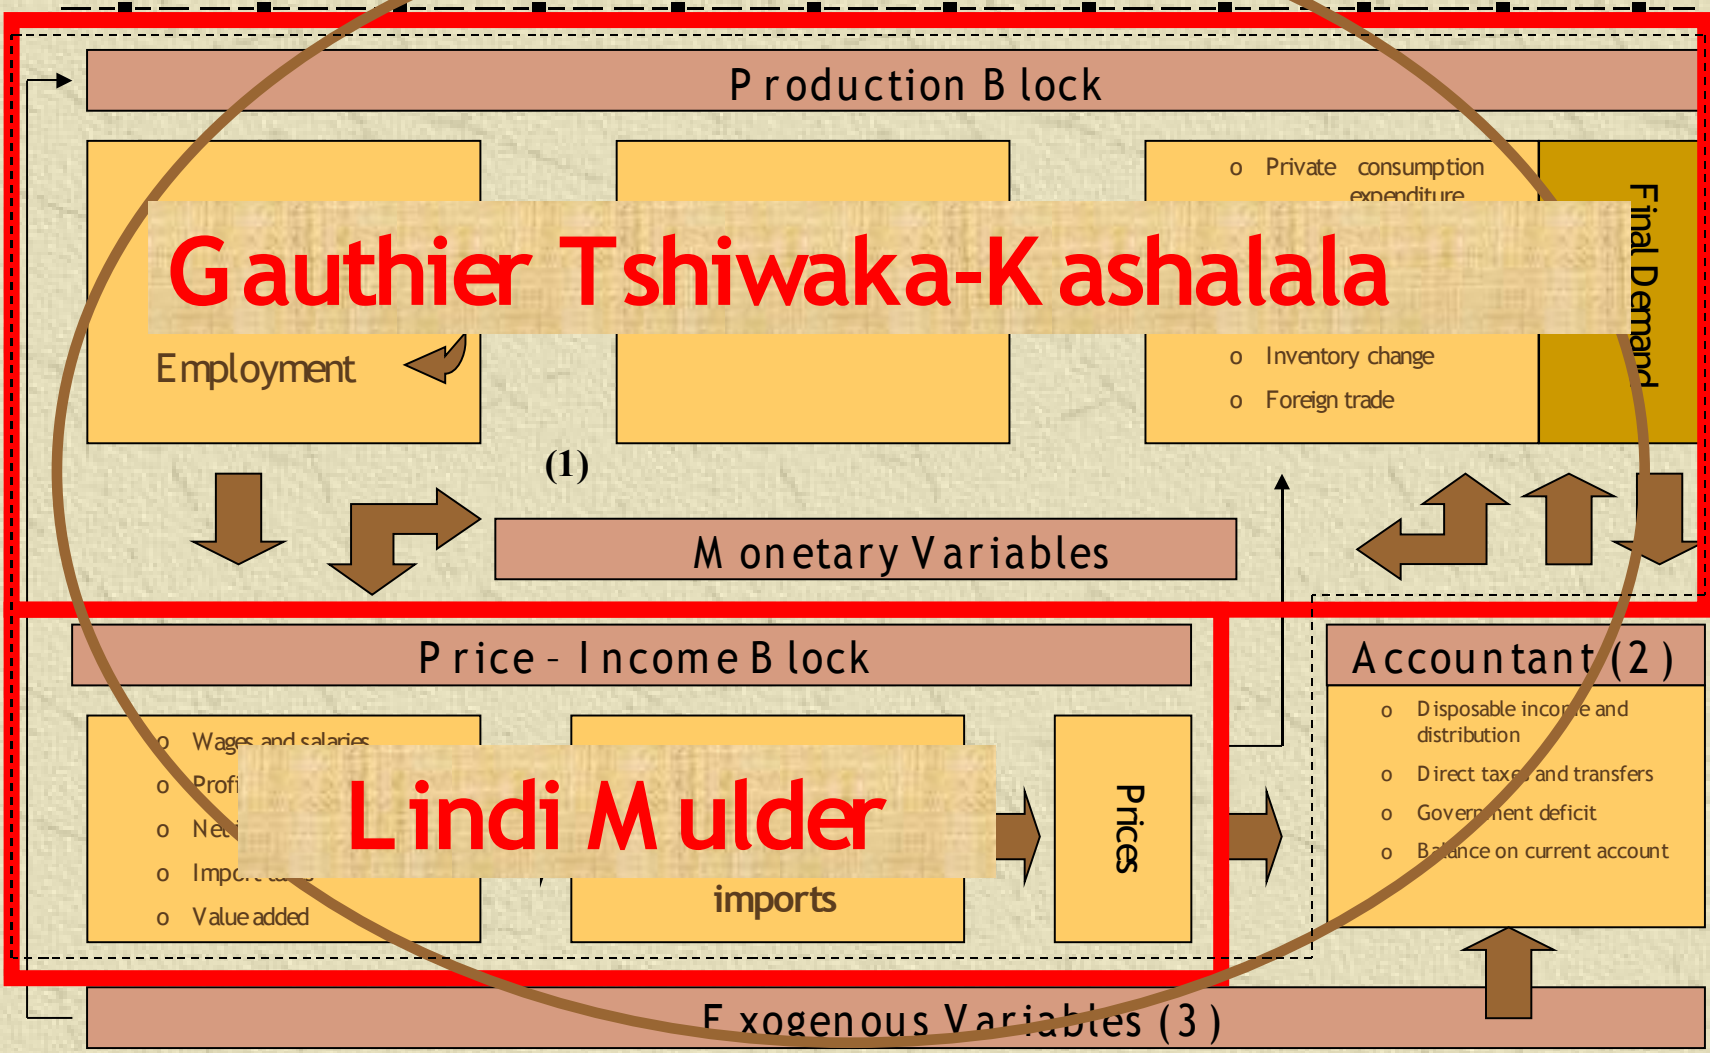 Production Block
o Private consumption
expenditure
Final Demand
Gauthier Tshiwaka-Kashalala
Employment
o Inventory change
o Foreign trade
(1)
Monetary Variables
Price - Income Block
Accountant (2)
o Wages and salaries
o
o
o
o Value added
Lindi Mulder
imports
Prices
o Disposable income and
distribution
o Direct taxes and transfers
o Government deficit
o Balance on current account
Exogenous Variables (3)